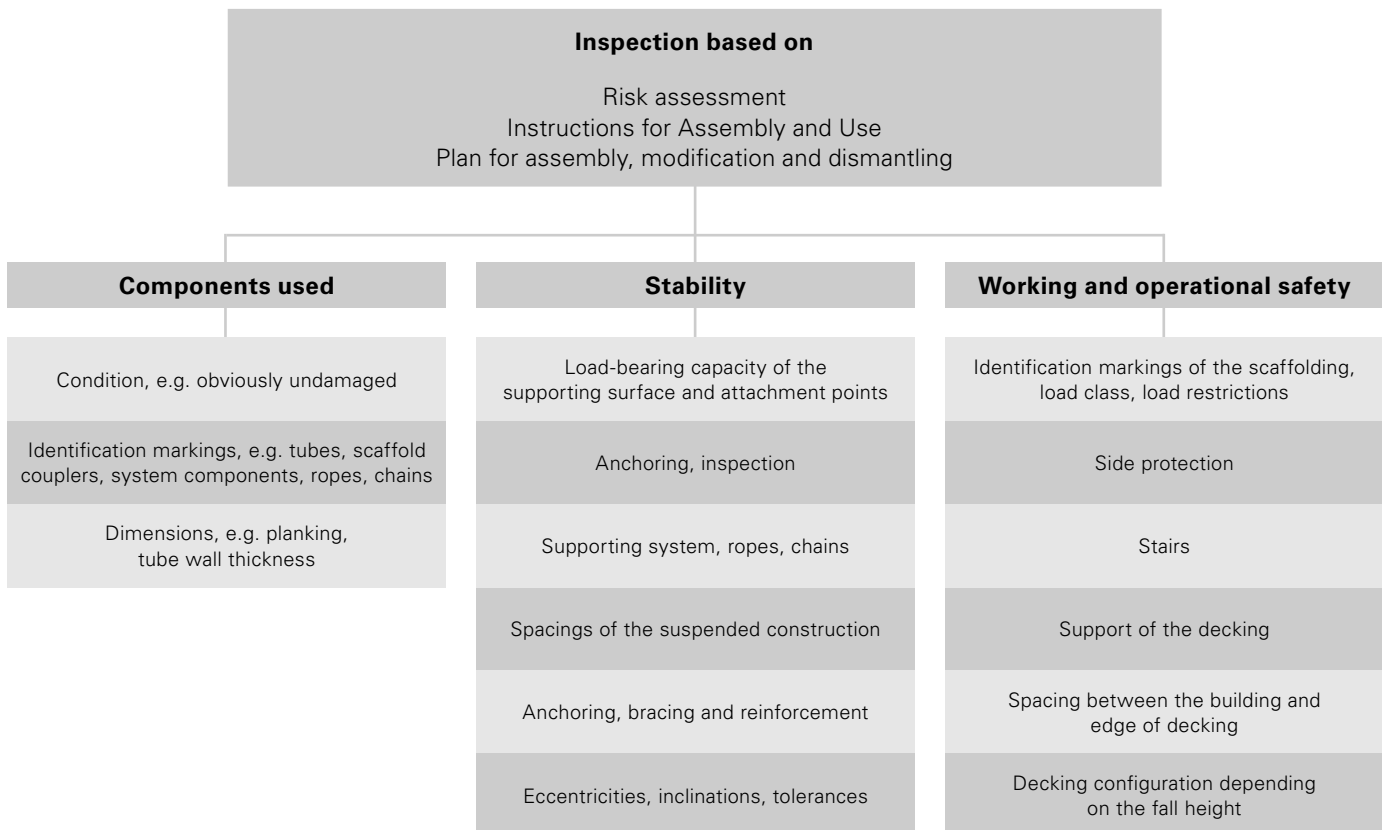 Inspection based on
Risk assessment
Instructions for Assembly and Use
Plan for assembly, modification and dismantling
Components used
Condition, e.g. obviously undamaged
Identification markings, e.g. tubes, scaffold
couplers, system components, ropes, chains
Dimensions, e.g. planking,
tube wall thickness
Stability
Load-bearing capacity of the
supporting surface and attachment points
Anchoring, inspection
Supporting system, ropes, chains
Spacings of the suspended construction
Anchoring, bracing and reinforcement
Eccentricities, inclinations, tolerances
Working and operational safety
Identification markings of the scaffolding,
load class, load restrictions
Side protection
Stairs
Support of the decking
Spacing between the building and
edge of decking
Decking configuration depending
on the fall height